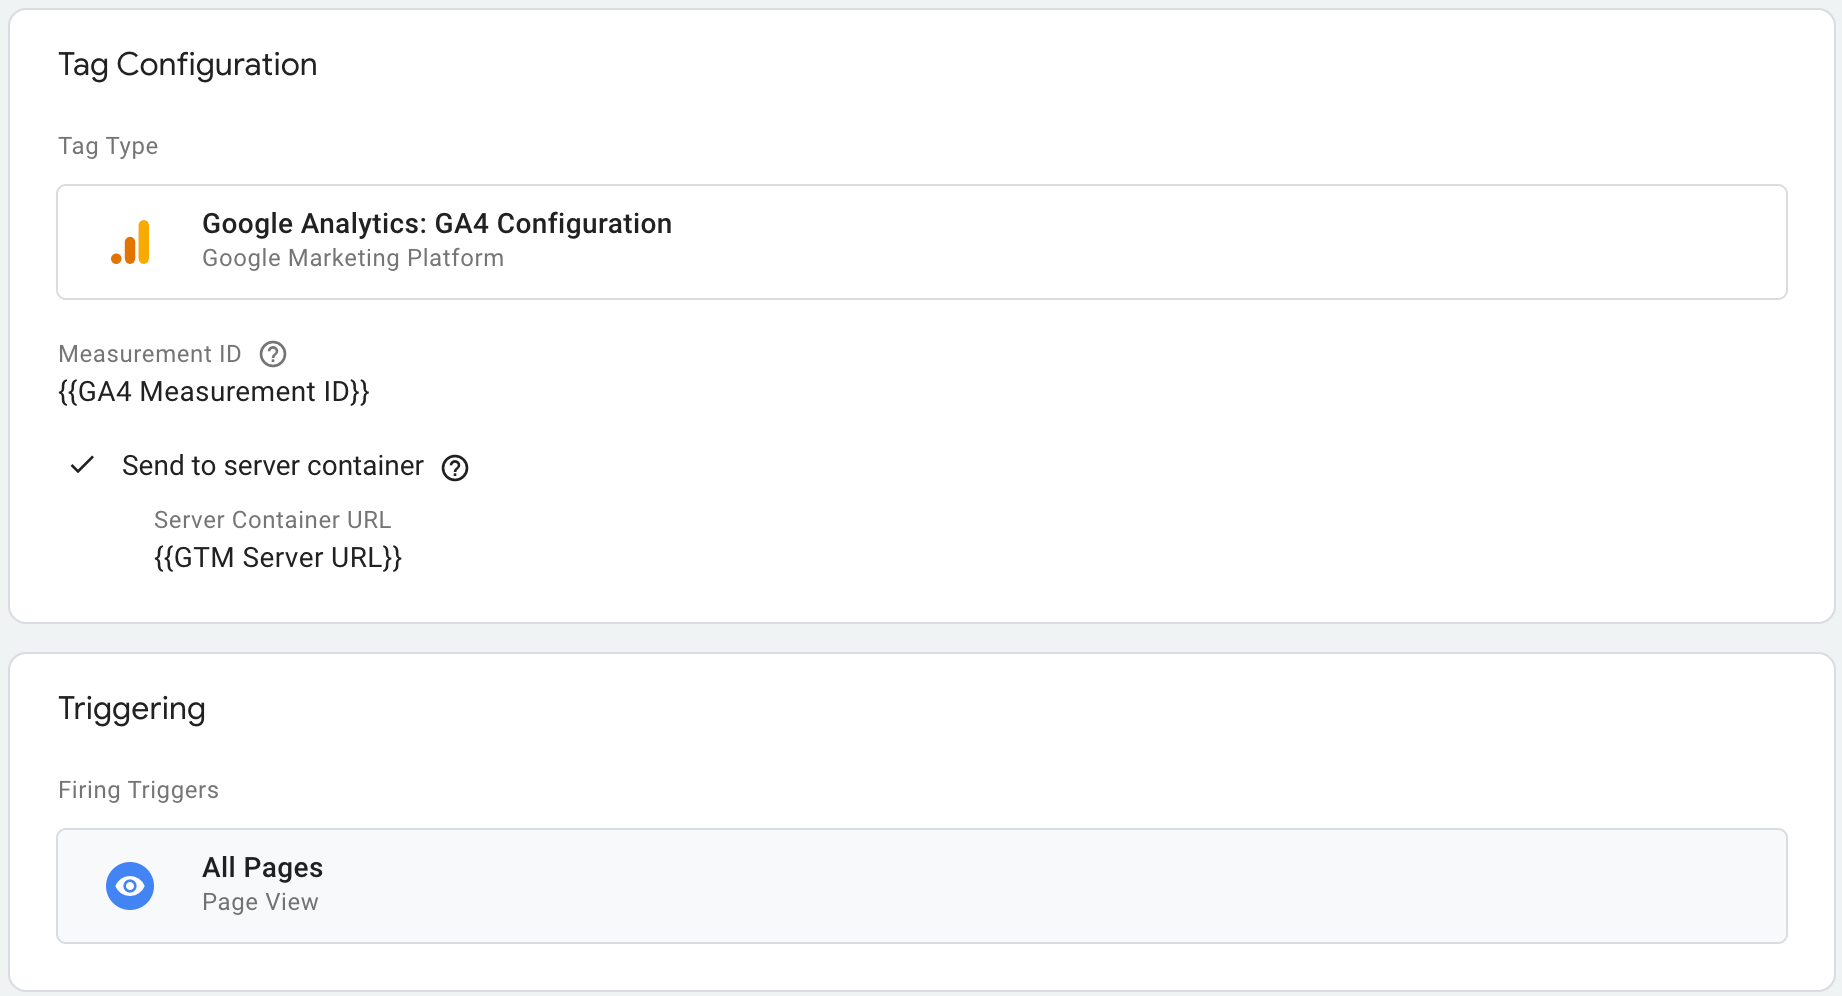 Tag Configuration
Tag Type
Google Analytics: GA4 Configuration
Google Marketing Platform
Measurement ID
{{GA4 Measurement ID}}
Send to server container
Server Container URL
{{GTM Server URL}}
Triggering
Firing Triggers
All Pages
Page View